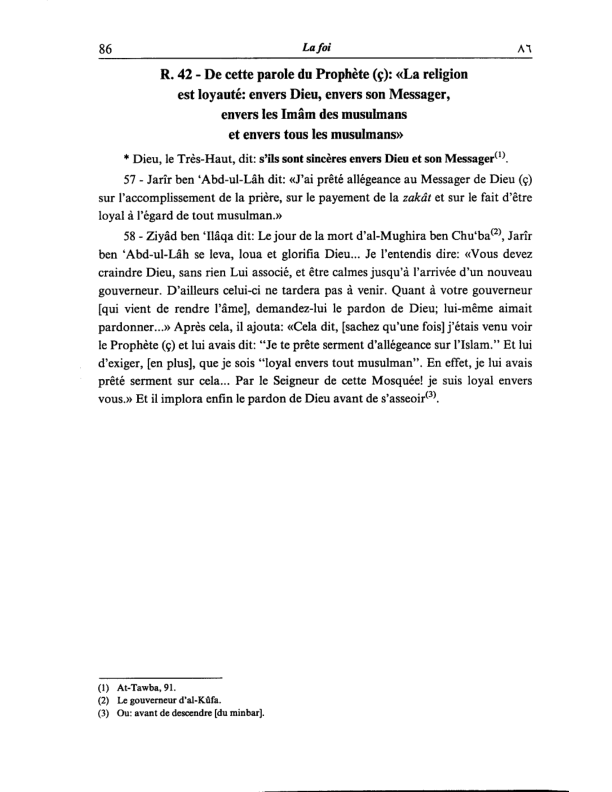 86 La foi ٨٦
R. 42 - De cette parole du Prophète (ç): «La religion
est loyauté: envers Dieu, envers son Messager,
envers les Imâm des musulmans
et envers tous les musulmans»
* Dieu, le Très-Haut, dit: s'ils sont sincères envers Dieu et son Messager(1).
57 - Jarîr ben ‘Abd-ul-Lâh dit: «J'ai prêté allégeance au Messager de Dieu (ç)
sur l'accomplissement de la prière, sur le payement de la zakât et sur le fait d'être
loyal à l'égard de tout musulman.»
58 - Ziyâd ben ‘Ilâqa dit: Le jour de la mort d'al-Mughira ben Chu‘ba(2), Jarîr
ben ‘Abd-ul-Lâh se leva, loua et glorifia Dieu... Je l'entendis dire: «Vous devez
craindre Dieu, sans rien Lui associé, et être calmes jusqu'à l'arrivée d'un nouveau
gouverneur. D'ailleurs celui-ci ne tardera pas à venir. Quant à votre gouverneur
[qui vient de rendre l'âme], demandez-lui le pardon de Dieu; lui-même aimait
pardonner...» Après cela, il ajouta: «Cela dit, [sachez qu'une fois] j'étais venu voir
le Prophète (ç) et lui avais dit: “Je te prête serment d'allégeance sur l'Islam.” Et lui
d'exiger, [en plus], que je sois “loyal envers tout musulman”. En effet, je lui avais
prêté serment sur cela... Par le Seigneur de cette Mosquée! je suis loyal envers
vous.» Et il implora enfin le pardon de Dieu avant de s'asseoir(3).
(1) At-Tawba, 91.
(2) Le gouverneur d'al-Kûfa.
(3) Ou: avant de descendre [du minbar].